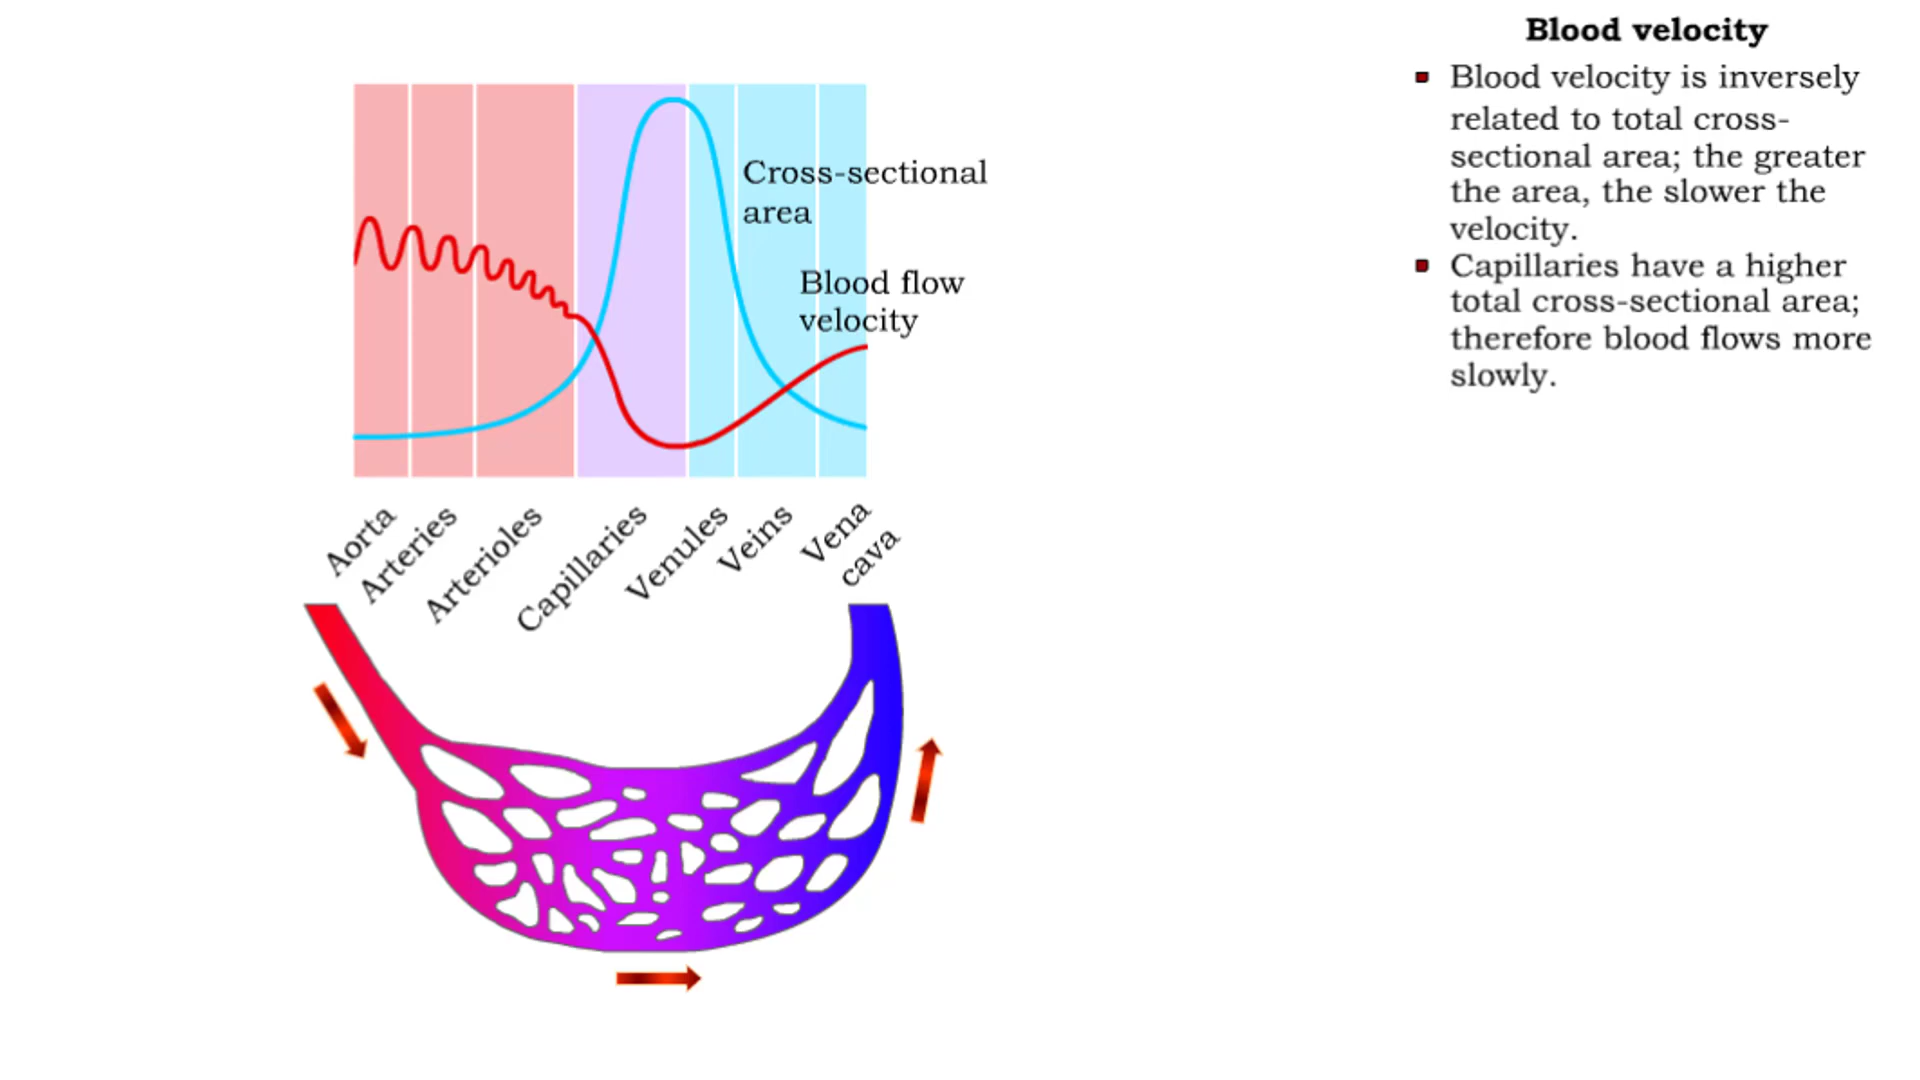 Blood velocity
Blood velocity is inversely
related to total cross-
sectional area; the greater
the area, the slower the
velocity.
Capillaries have a higher
total cross-sectional area;
therefore blood flows more
slowly.
Cross-sectional
area
Blood flow
velocity
Aorta
Arteries
Arterioles
Capillaries
Venules
Veins
Vena
cava